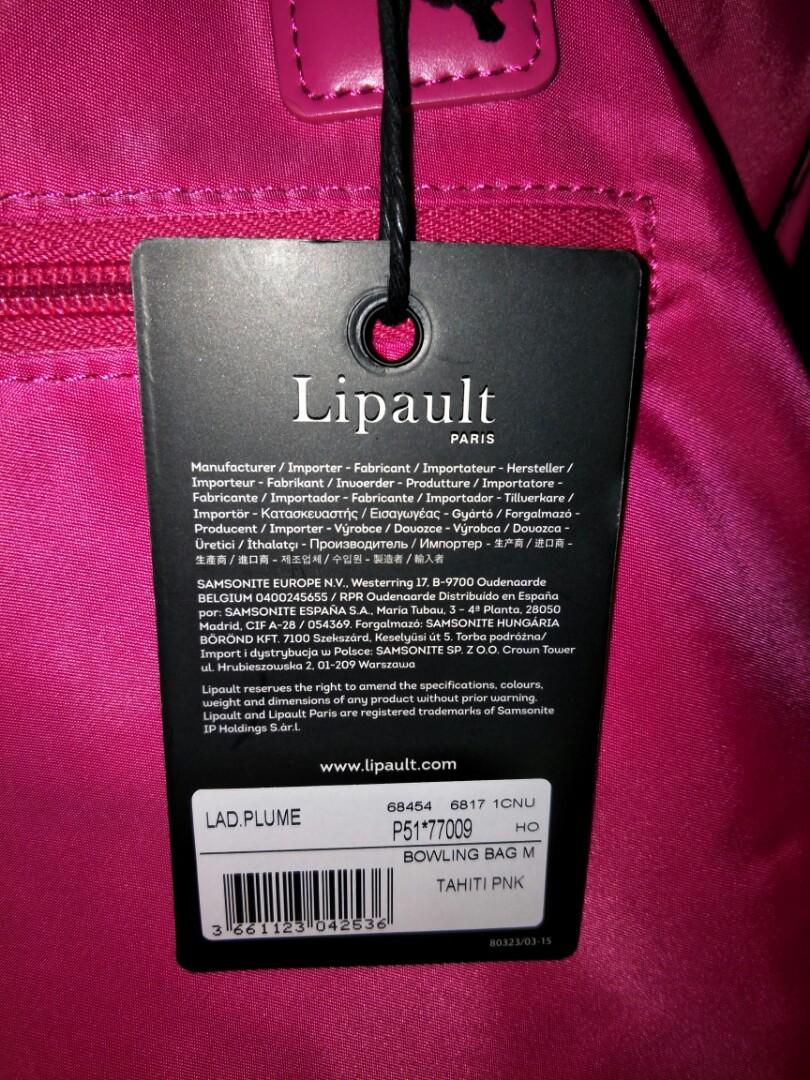 Lipault
PARIS
Manufacturer / Importer - Fabricant / Importateur - Hersteller /
Importeur - Fabrikant / Invoerder - Produttore / Importatore -
Fabricante / Importador - Fabricante / Importador - Tillverkare /
Importör - Κατασκευαστής / Εισαγωγέας - Gyártó / Forgalmazó -
Producent / Importer - Výrobce / Dovozce - Výrobca / Dovozca -
Üretici / İthalatçı - Производитель / Импортер - 生产商 / 进口商 -
生產商 / 進口商 - 제조업체 / 수입원 - 製造者 / 輸入者
SAMSONITE EUROPE N.V., Westerring 17, B-9700 Oudenaarde
BELGIUM 0400245655 / RPR Oudenaarde Distribuído en España
por: SAMSONITE ESPAÑA S.A., María Tubau, 3 - 4ª Planta, 28050
Madrid, CIF A-28 / 054369. Forgalmazó: SAMSONITE HUNGÁRIA
BÖRÖND KFT. 7100 Szekszárd, Keselyűsi út 5. Torba podróżna/
Import i dystrybucja w Polsce: SAMSONITE SP. Z O.O. Crown Tower
ul. Hrubieszowska 2, 01-209 Warszawa
Lipault reserves the right to amend the specifications, colours,
weight and dimensions of any product without prior warning.
Lipault and Lipault Paris are registered trademarks of Samsonite
IP Holdings S.àr.l.
www.lipault.com
LAD.PLUME 68454 6817 1CNU
P51*77009 HO
BOWLING BAG M
TAHITI PNK
3 661123 042536
80323/03-15